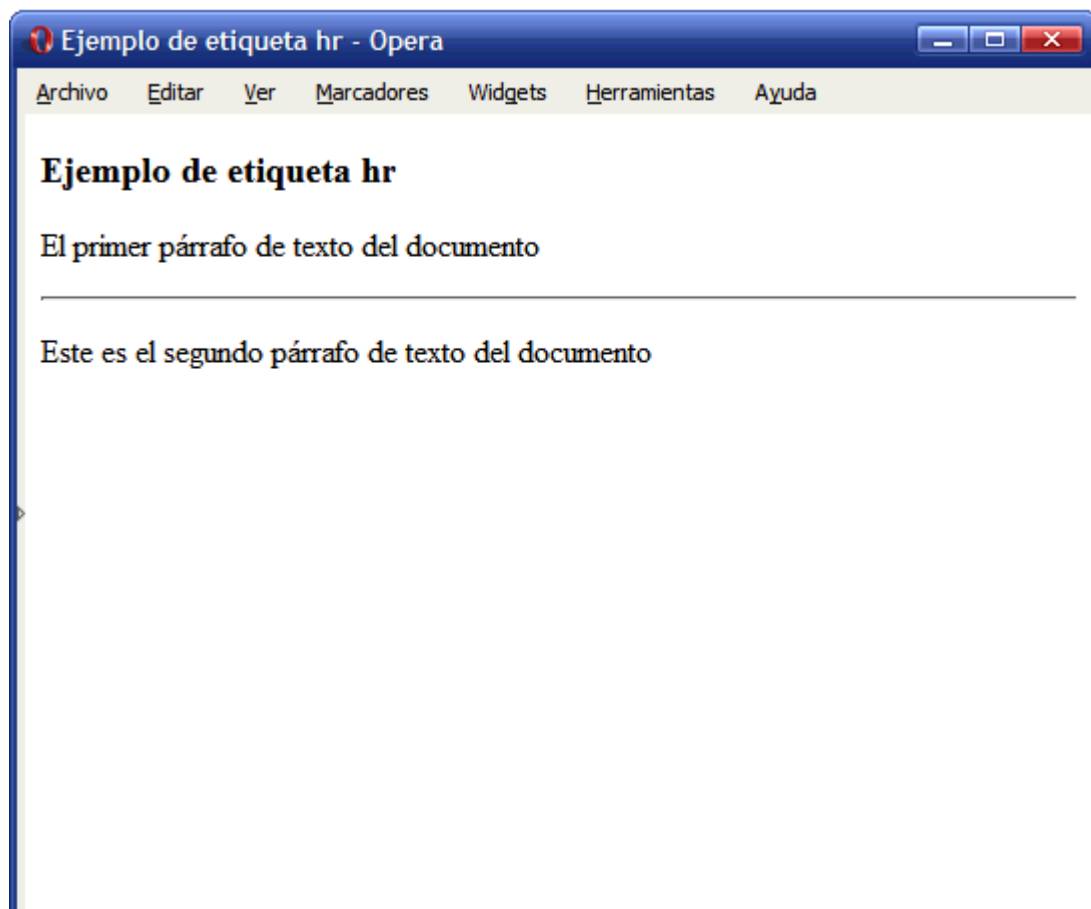 Ejemplo de etiqueta hr - Opera
Archivo Editar Ver Marcadores Widgets Herramientas Ayuda
Ejemplo de etiqueta hr
El primer párrafo de texto del documento
Este es el segundo párrafo de texto del documento